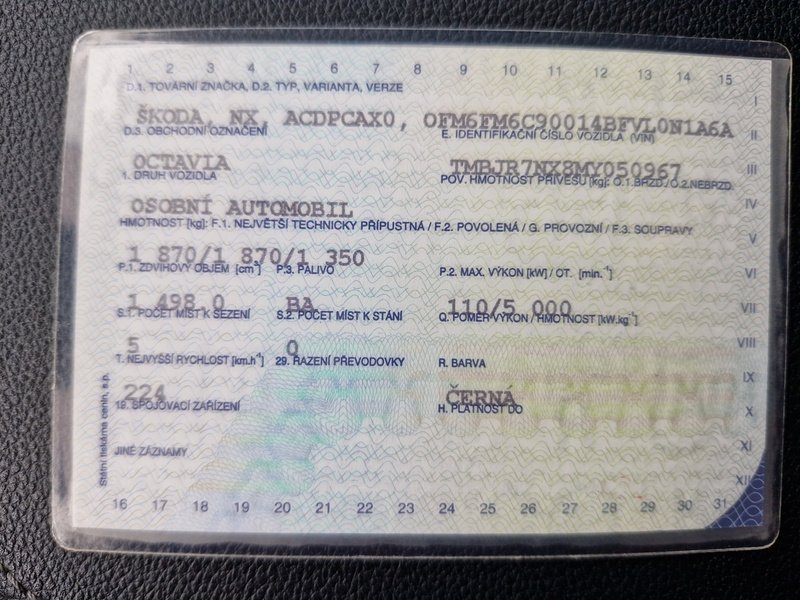 1 2 3 4 5 6 7 8 9 10 11 12 13 14 15
D.1. TOVÁRNÍ ZNAČKA, D.2. TYP, VARIANTA, VERZE
I
ŠKODA, NX, ACDPCAX0, OFM6FM6C90014BFVL0N1A6A
D.3. OBCHODNÍ OZNAČENÍ E. IDENTIFIKAČNÍ ČÍSLO VOZIDLA (VIN)
II
OCTAVIA TMBJR7NX8MY050967
III
1. DRUH VOZIDLA POV. HMOTNOST PŘÍVĚSU [kg]: O.1. BRZD./O.2. NEBRZD.
OSOBNÍ AUTOMOBIL
IV
HMOTNOST [kg]: F.1. NEJVĚTŠÍ TECHNICKY PŘÍPUSTNÁ / F.2. POVOLENÁ / G. PROVOZNÍ / F.3. SOUPRAVY
V
1 870/1 870/1 350
P.1. ZDVIHOVÝ OBJEM [cm³] P.3. PALIVO P.2. MAX. VÝKON [kW] / OT. [min.⁻¹]
VI
1 498,0 BA 110/5 000
VII
S.1. POČET MÍST K SEZENÍ S.2. POČET MÍST K STÁNÍ Q. POMĚR VÝKON / HMOTNOST [kW.kg⁻¹]
5 0
VIII
T. NEJVYŠŠÍ RYCHLOST [km.h⁻¹] 29. ŘAZENÍ PŘEVODOVKY R. BARVA
IX
224 ČERNÁ
19. SPOJOVACÍ ZAŘÍZENÍ H. PLATNOST DO
X
JINÉ ZÁZNAMY
XI
XII
Státní tiskárna cenin, s.p.
16 17 18 19 20 21 22 23 24 25 26 27 28 29 30 31